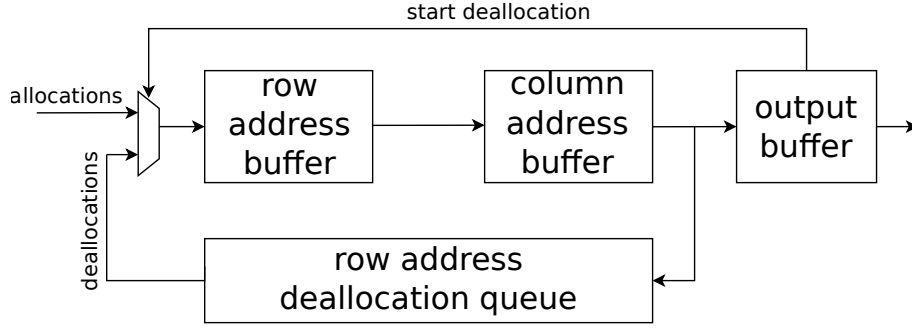 start deallocation
allocations
row
address
buffer
column
address
buffer
output
buffer
deallocations
row address
deallocation queue